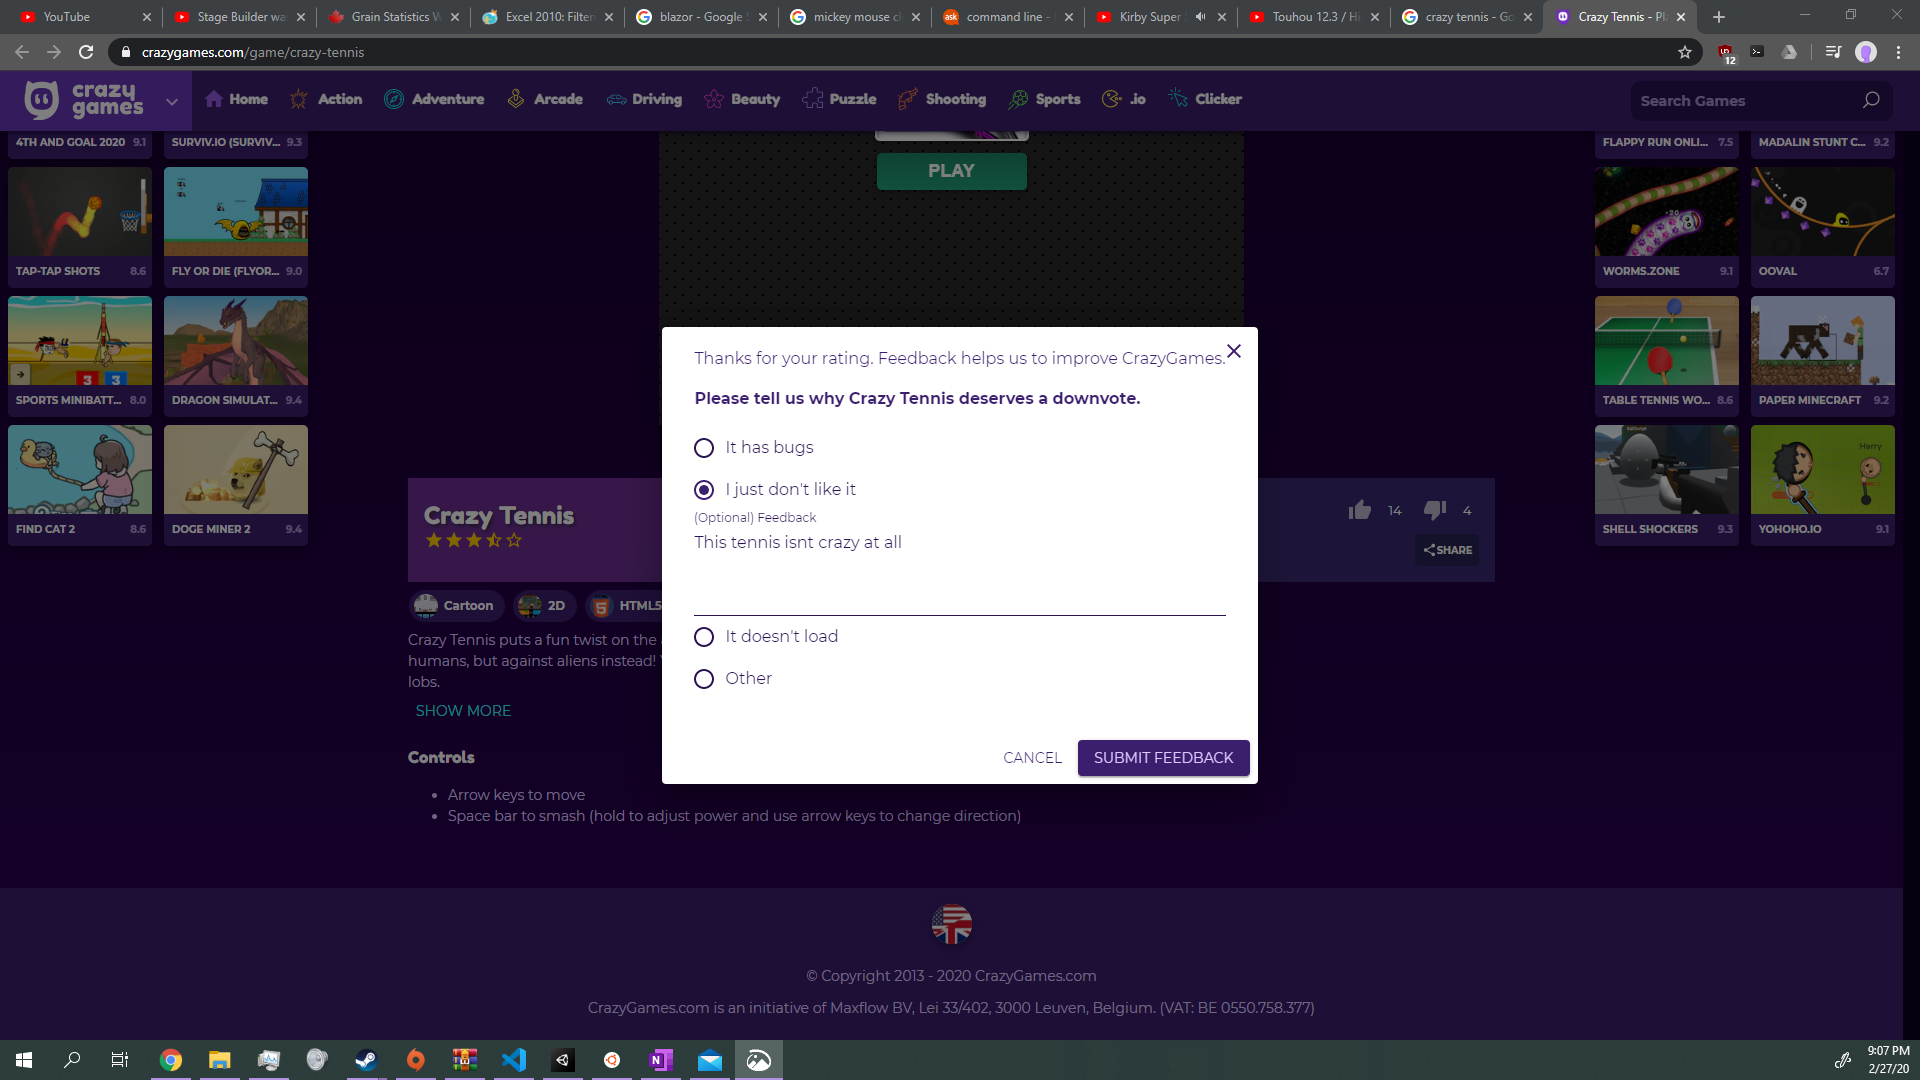 YouTube
Stage Builder wa
Grain Statistics W
Excel 2010: Filter
blazor - Google S
mickey mouse cl
command line -
Kirby Super S
Touhou 12.3 / Hi
crazy tennis - Go
Crazy Tennis - Pl
crazygames.com/game/crazy-tennis
12
crazy games
Home
Action
Adventure
Arcade
Driving
Beauty
Puzzle
Shooting
Sports
.io
Clicker
Search Games
4TH AND GOAL 2020 9.1
SURVIV.IO (SURVIV... 9.3
FLAPPY RUN ONLI... 7.5
MADALIN STUNT C... 9.2
PLAY
+20
TAP-TAP SHOTS 8.6
FLY OR DIE (FLYOR... 9.0
WORMS.ZONE 9.1
OOVAL 6.7
3 3
SPORTS MINIBATT... 8.0
DRAGON SIMULAT... 9.4
TABLE TENNIS WO... 8.6
PAPER MINECRAFT 9.2
Harry
FIND CAT 2 8.6
DOGE MINER 2 9.4
SHELL SHOCKERS 9.3
YOHOHO.IO 9.1
Thanks for your rating. Feedback helps us to improve CrazyGames.
Please tell us why Crazy Tennis deserves a downvote.
It has bugs
I just don't like it
(Optional) Feedback
This tennis isnt crazy at all
It doesn't load
Other
CANCEL
SUBMIT FEEDBACK
Crazy Tennis
14
4
SHARE
Cartoon
2D
HTML5
Crazy Tennis puts a fun twist on the
humans, but against aliens instead!
lobs.
SHOW MORE
Controls
Arrow keys to move
Space bar to smash (hold to adjust power and use arrow keys to change direction)
© Copyright 2013 - 2020 CrazyGames.com
CrazyGames.com is an initiative of Maxflow BV, Lei 33/402, 3000 Leuven, Belgium. (VAT: BE 0550.758.377)
9:07 PM
2/27/20